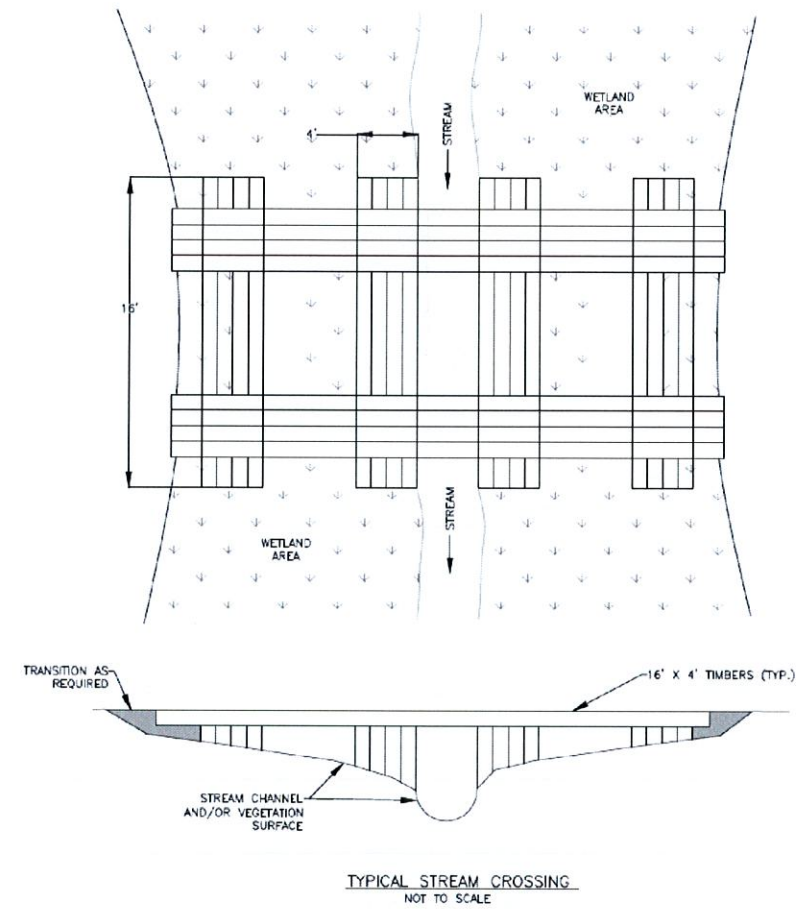 WETLAND
AREA
4'
STREAM
16'
STREAM
WETLAND
AREA
TRANSITION AS
REQUIRED
16' X 4' TIMBERS (TYP.)
STREAM CHANNEL
AND/OR VEGETATION
SURFACE
TYPICAL STREAM CROSSING
NOT TO SCALE